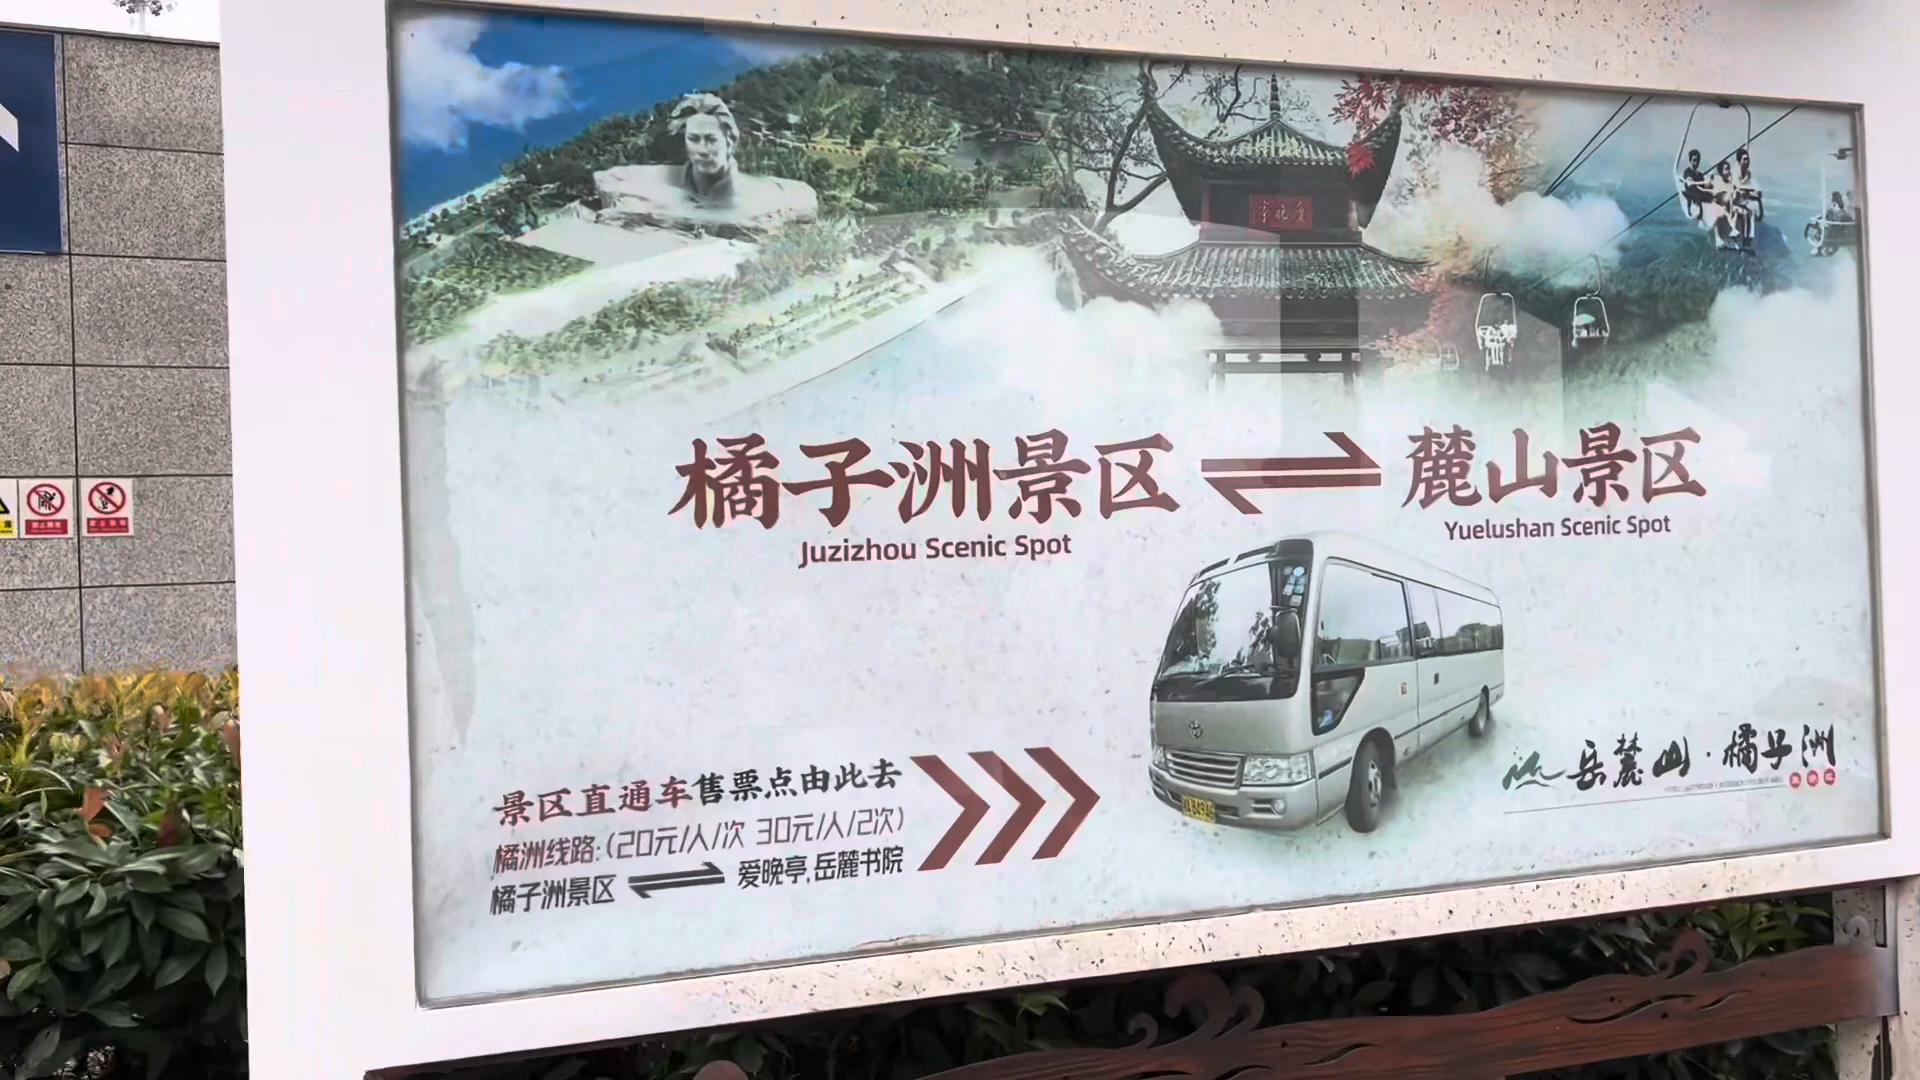 爱晚亭
橘子洲景区 麓山景区
Juzizhou Scenic Spot
Yuelushan Scenic Spot
景区直通车售票点由此去
橘洲线路:(20元/人/次 30元/人/2次)
橘子洲景区 爱晚亭,岳麓书院
岳麓山·橘子洲